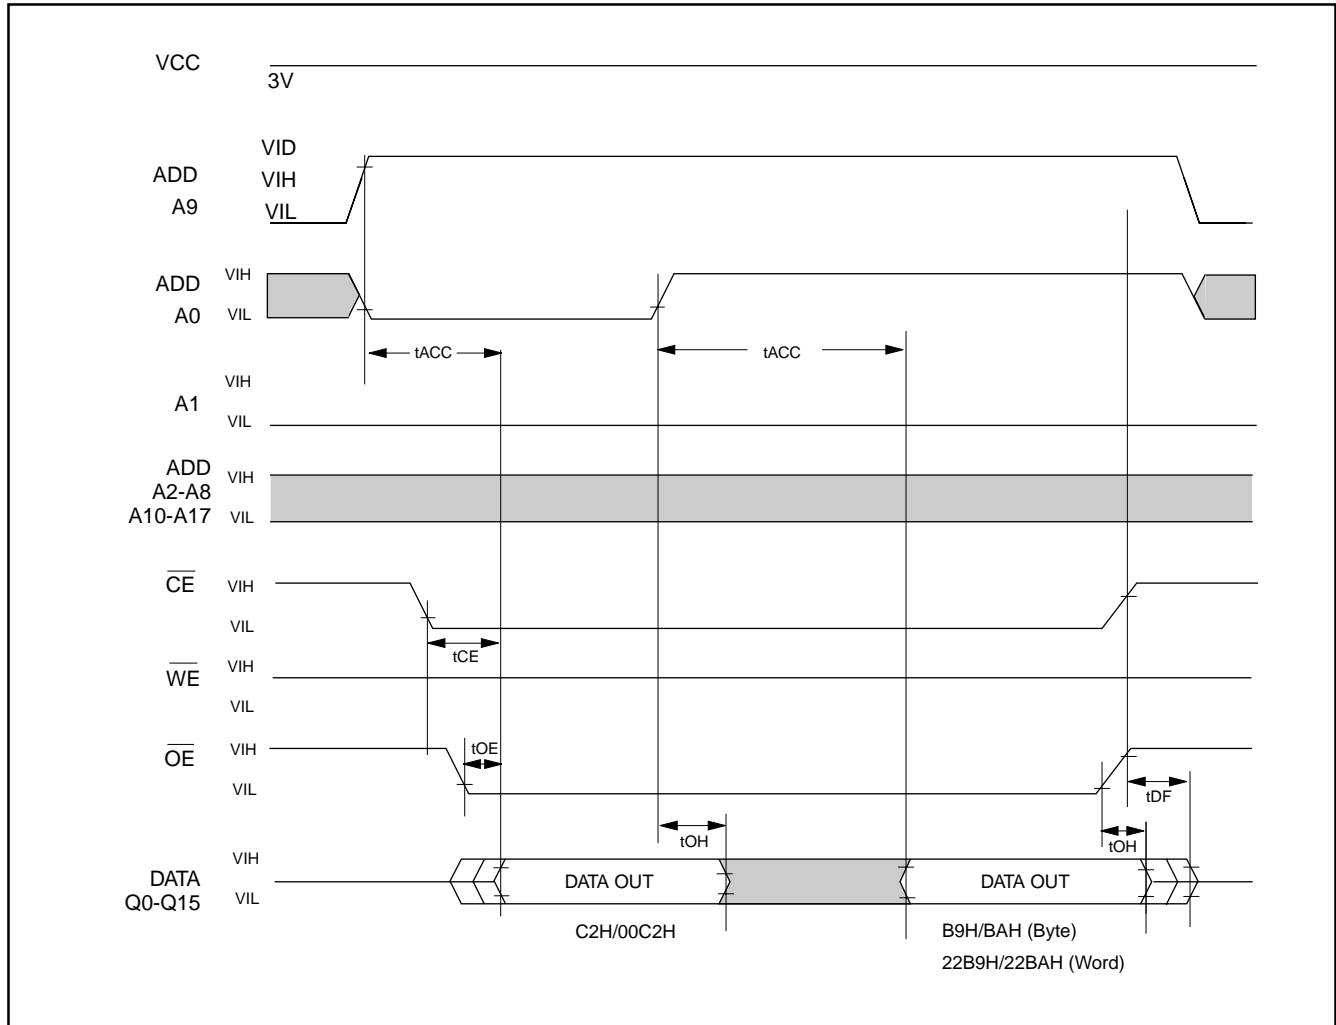 VCC
3V
VID
ADD
VIH
A9
VIL
VIH
ADD
VIL
A0
tACC
tACC
VIH
A1
VIL
ADD
VIH
A2-A8
A10-A17
VIL
CE
VIH
VIL
tCE
VIH
WE
VIL
VIH
OE
tOE
VIL
tDF
tOH
tOH
VIH
DATA
DATA OUT
DATA OUT
VIL
Q0-Q15
C2H/00C2H
B9H/BAH (Byte)
22B9H/22BAH (Word)